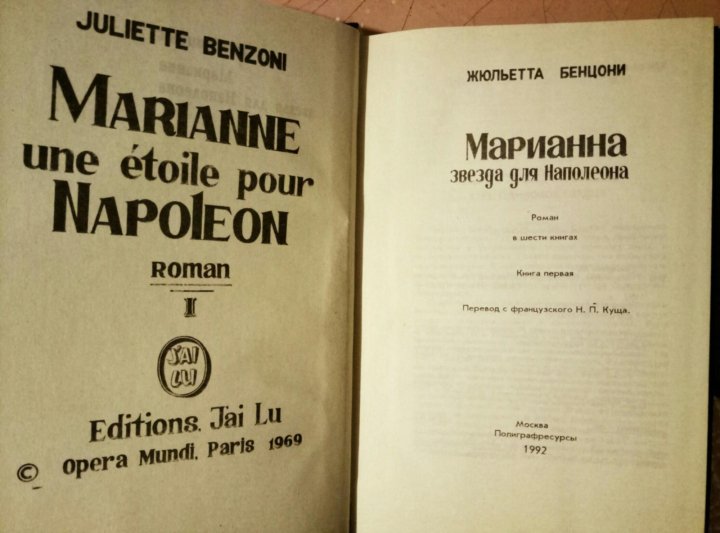 JULIETTE BENZONI
MARIANNE
une étoile pour
NAPOLEON
ROMAN
I
J'AI
LU
Editions. J'ai Lu
© Opera Mundi, Paris 1969
ЖЮЛЬЕТТА БЕНЦОНИ
МАРИАННА
звезда для Наполеона
Роман
в шести книгах
Книга первая
Перевод с французского Н. П. Куща.
Москва
Полиграфресурсы
1992